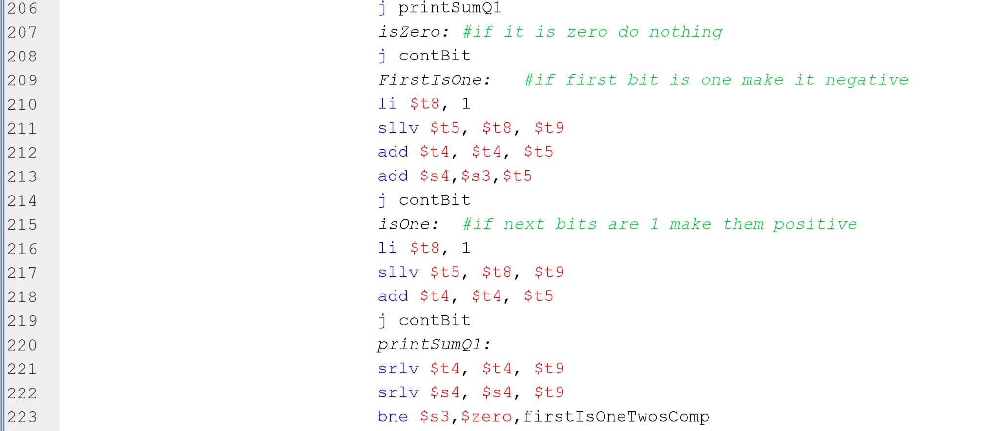 206 j printSumQ1
207 isZero: #if it is zero do nothing
208 j contBit
209 FirstIsOne: #if first bit is one make it negative
210 li $t8, 1
211 sllv $t5, $t8, $t9
212 add $t4, $t4, $t5
213 add $s4,$s3,$t5
214 j contBit
215 isOne: #if next bits are 1 make them positive
216 li $t8, 1
217 sllv $t5, $t8, $t9
218 add $t4, $t4, $t5
219 j contBit
220 printSumQ1:
221 srlv $t4, $t4, $t9
222 srlv $s4, $s4, $t9
223 bne $s3,$zero,firstIsOneTwosComp